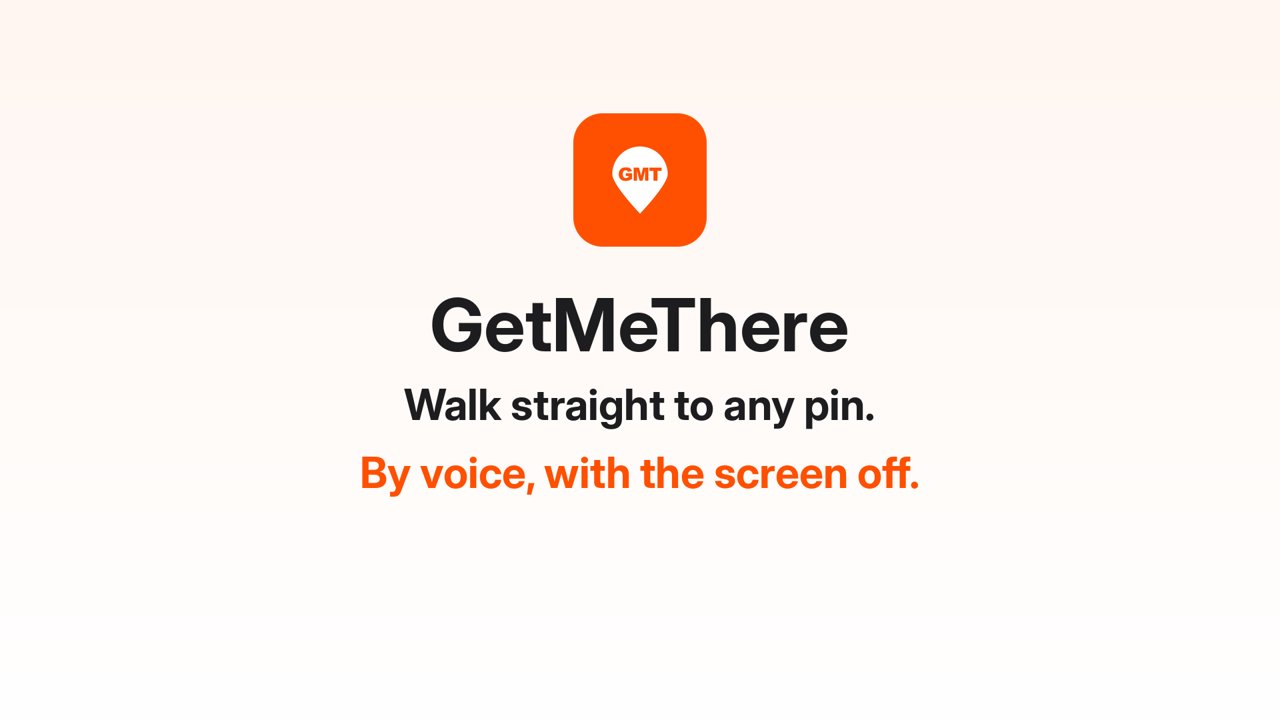 GMT
GetMeThere
Walk straight to any pin.
By voice, with the screen off.